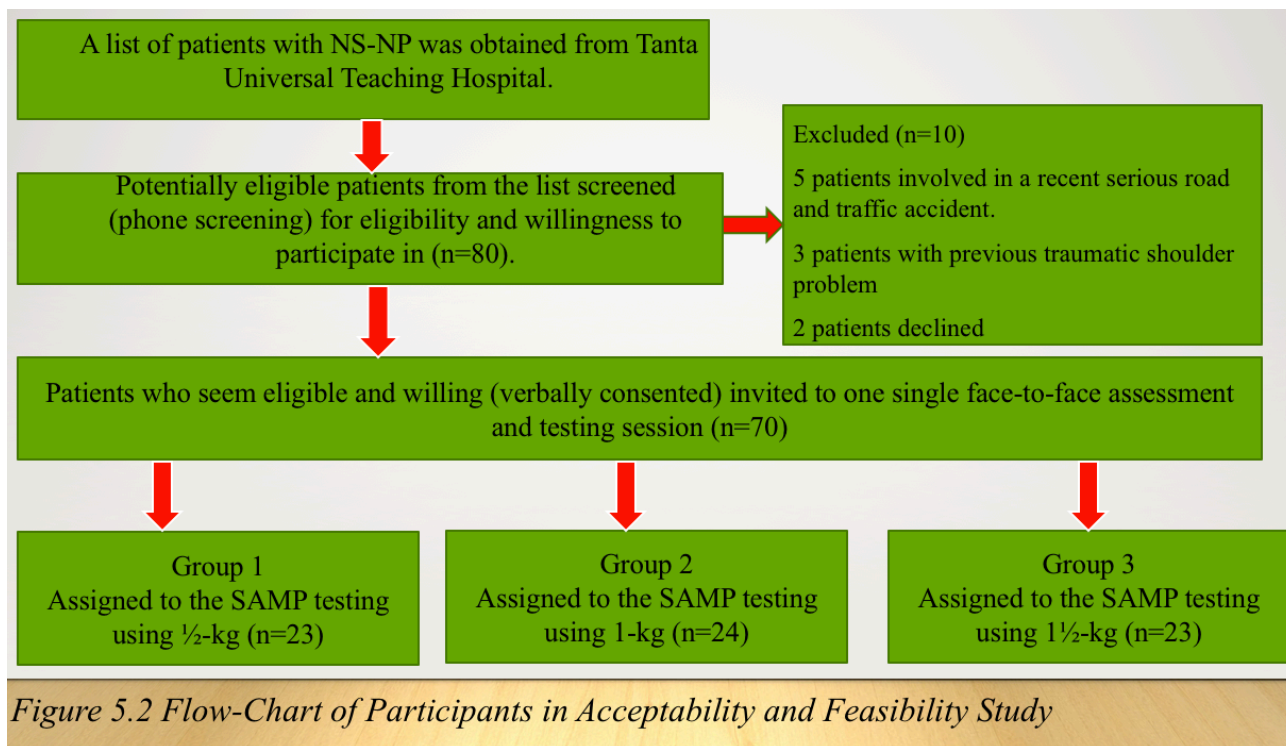 A list of patients with NS-NP was obtained from Tanta
Universal Teaching Hospital.
Potentially eligible patients from the list screened
(phone screening) for eligibility and willingness to
participate in (n=80).
Excluded (n=10)
5 patients involved in a recent serious road
and traffic accident.
3 patients with previous traumatic shoulder
problem
2 patients declined
Patients who seem eligible and willing (verbally consented) invited to one single face-to-face assessment
and testing session (n=70)
Group 1
Assigned to the SAMP testing
using ½-kg (n=23)
Group 2
Assigned to the SAMP testing
using 1-kg (n=24)
Group 3
Assigned to the SAMP testing
using 1½-kg (n=23)
Figure 5.2 Flow-Chart of Participants in Acceptability and Feasibility Study